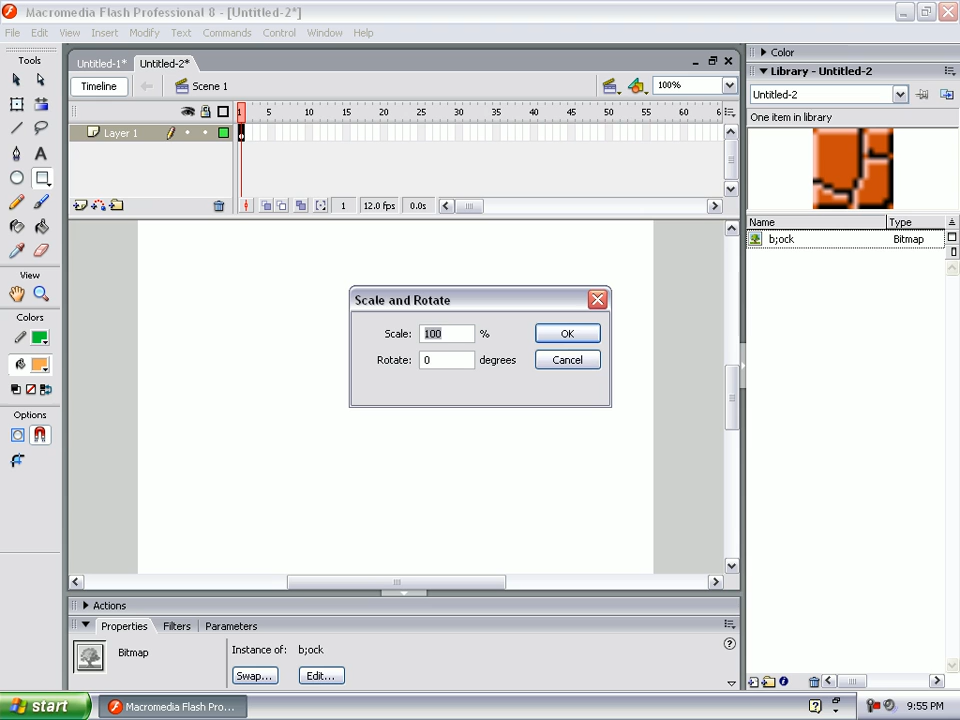 Macromedia Flash Professional 8 - [Untitled-2*]
File Edit View Insert Modify Text Commands Control Window Help
Tools
View
Colors
Options
Untitled-1* Untitled-2*
Timeline Scene 1 100%
1 5 10 15 20 25 30 35 40 45 50 55 60 6
Layer 1
1 12.0 fps 0.0s
Scale and Rotate
Scale: 100 % OK
Rotate: 0 degrees Cancel
Actions
Properties Filters Parameters
Bitmap
Instance of: b;ock
Swap... Edit...
Color
Library - Untitled-2
Untitled-2
One item in library
Name Type
b;ock Bitmap
start Macromedia Flash Pro... 9:55 PM